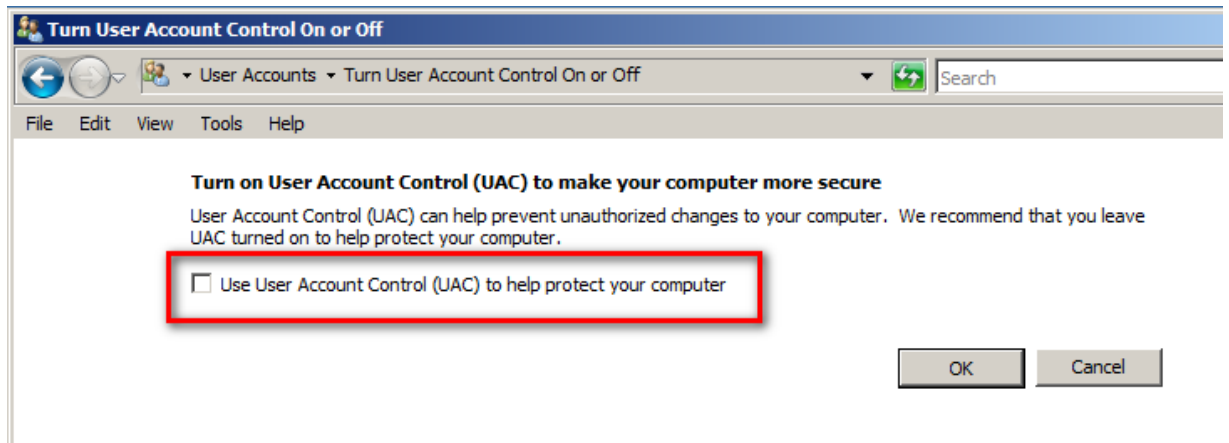 Turn User Account Control On or Off
User Accounts Turn User Account Control On or Off Search
File Edit View Tools Help
Turn on User Account Control (UAC) to make your computer more secure
User Account Control (UAC) can help prevent unauthorized changes to your computer. We recommend that you leave
UAC turned on to help protect your computer.
Use User Account Control (UAC) to help protect your computer
OK Cancel